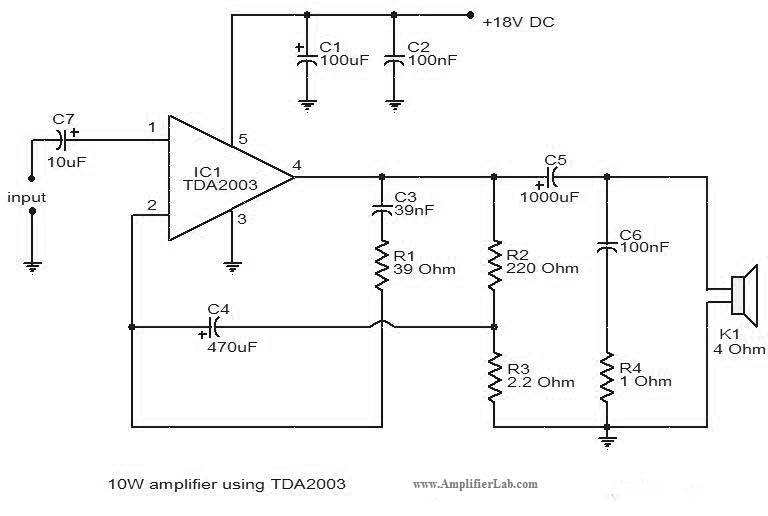 +18V DC
C1
100uF
C2
100nF
C7
10uF
+
+
1
5
IC1
TDA2003
4
input
2
3
C3
39nF
C5
+
1000uF
C6
100nF
R1
39 Ohm
R2
220 Ohm
C4
+
470uF
K1
4 Ohm
R3
2.2 Ohm
R4
1 Ohm
10W amplifier using TDA2003
www.AmplifierLab.com